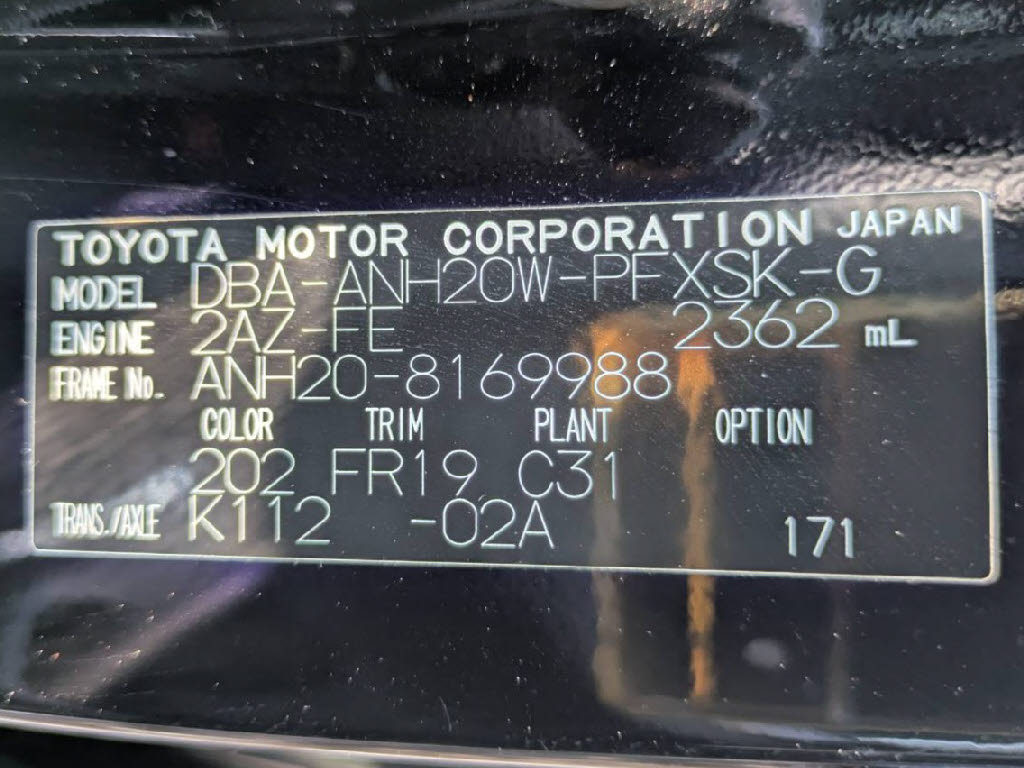 TOYOTA MOTOR CORPORATION JAPAN
MODEL DBA-ANH20W-PFXSK-G
ENGINE 2AZ-FE 2362 mL
FRAME No. ANH20-8169988
COLOR TRIM PLANT OPTION
202 FR19 C31
TRANS./AXLE K112 -02A 171